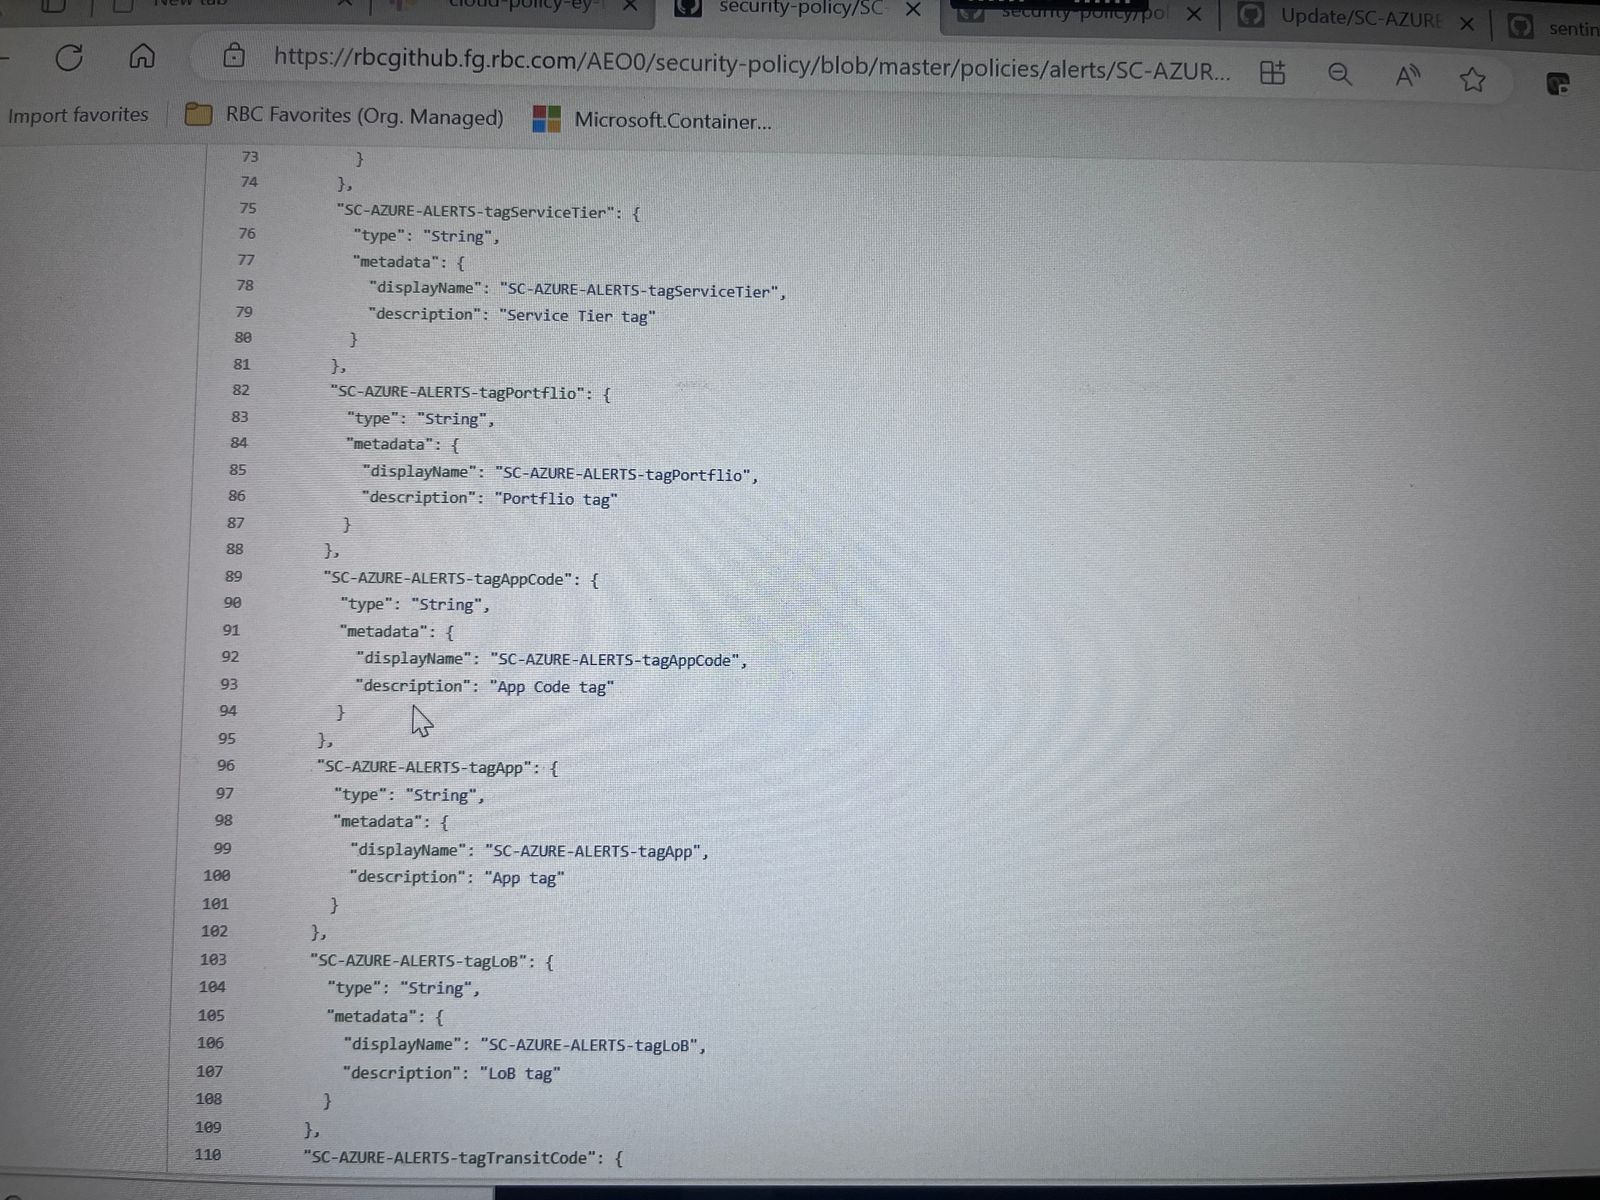 New tab
cloud-policy-ey-
security-policy/SC-
security-policy/pol
Update/SC-AZURE
sentin
https://rbcgithub.fg.rbc.com/AEO0/security-policy/blob/master/policies/alerts/SC-AZUR...
Import favorites
RBC Favorites (Org. Managed)
Microsoft.Container...
73 }
74 },
75 "SC-AZURE-ALERTS-tagServiceTier": {
76 "type": "String",
77 "metadata": {
78 "displayName": "SC-AZURE-ALERTS-tagServiceTier",
79 "description": "Service Tier tag"
80 }
81 },
82 "SC-AZURE-ALERTS-tagPortflio": {
83 "type": "String",
84 "metadata": {
85 "displayName": "SC-AZURE-ALERTS-tagPortflio",
86 "description": "Portflio tag"
87 }
88 },
89 "SC-AZURE-ALERTS-tagAppCode": {
90 "type": "String",
91 "metadata": {
92 "displayName": "SC-AZURE-ALERTS-tagAppCode",
93 "description": "App Code tag"
94 }
95 },
96 "SC-AZURE-ALERTS-tagApp": {
97 "type": "String",
98 "metadata": {
99 "displayName": "SC-AZURE-ALERTS-tagApp",
100 "description": "App tag"
101 }
102 },
103 "SC-AZURE-ALERTS-tagLoB": {
104 "type": "String",
105 "metadata": {
106 "displayName": "SC-AZURE-ALERTS-tagLoB",
107 "description": "LoB tag"
108 }
109 },
110 "SC-AZURE-ALERTS-tagTransitCode": {